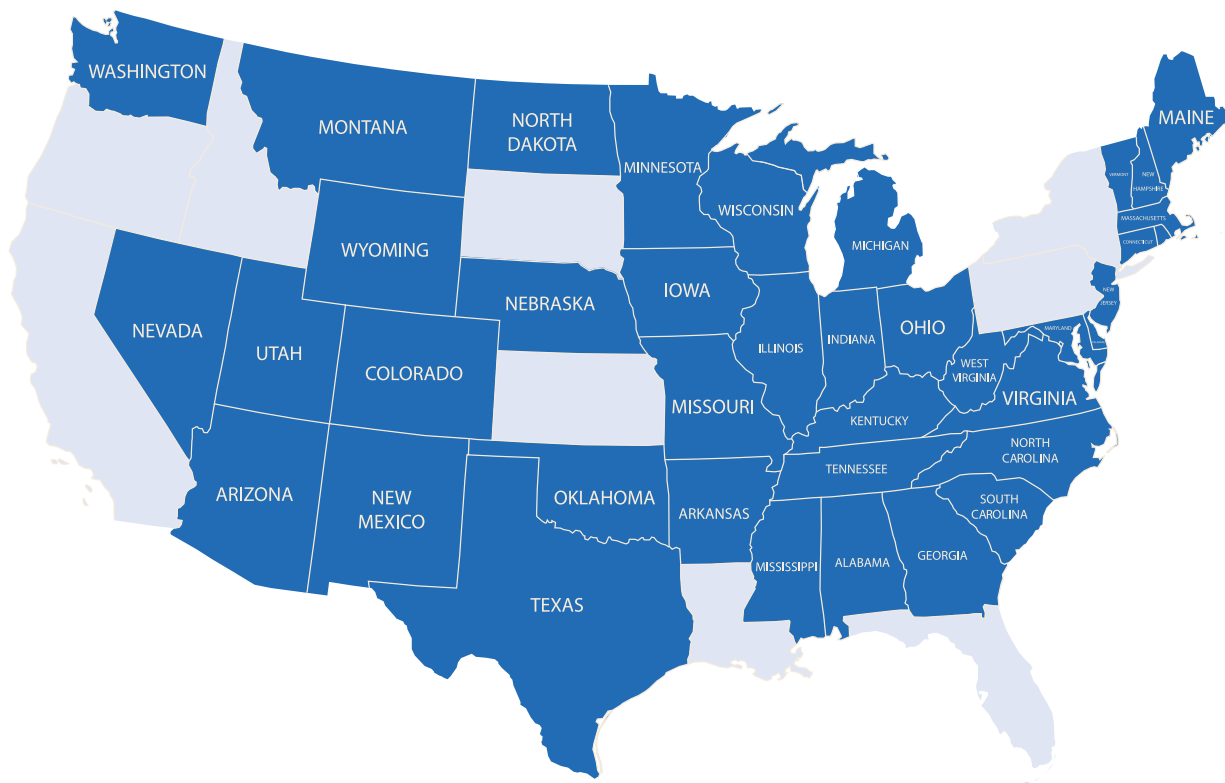 WASHINGTON
MONTANA
NORTH
DAKOTA
MINNESOTA
MAINE
VERMONT
NEW
HAMPSHIRE
MASSACHUSETTS
CONNECTICUT
WISCONSIN
MICHIGAN
WYOMING
NEBRASKA
IOWA
NEW
JERSEY
NEVADA
UTAH
COLORADO
ILLINOIS
INDIANA
OHIO
MARYLAND
WEST
VIRGINIA
VIRGINIA
MISSOURI
KENTUCKY
NORTH
CAROLINA
TENNESSEE
ARIZONA
NEW
MEXICO
OKLAHOMA
ARKANSAS
SOUTH
CAROLINA
MISSISSIPPI
ALABAMA
GEORGIA
TEXAS